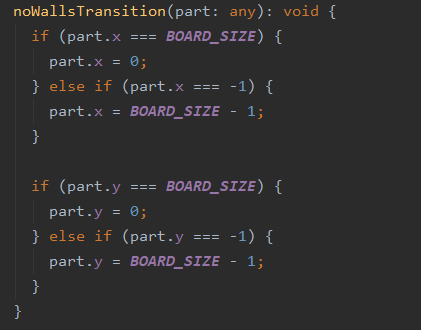 noWallsTransition(part: any): void {
  if (part.x === BOARD_SIZE) {
    part.x = 0;
  } else if (part.x === -1) {
    part.x = BOARD_SIZE - 1;
  }

  if (part.y === BOARD_SIZE) {
    part.y = 0;
  } else if (part.y === -1) {
    part.y = BOARD_SIZE - 1;
  }
}